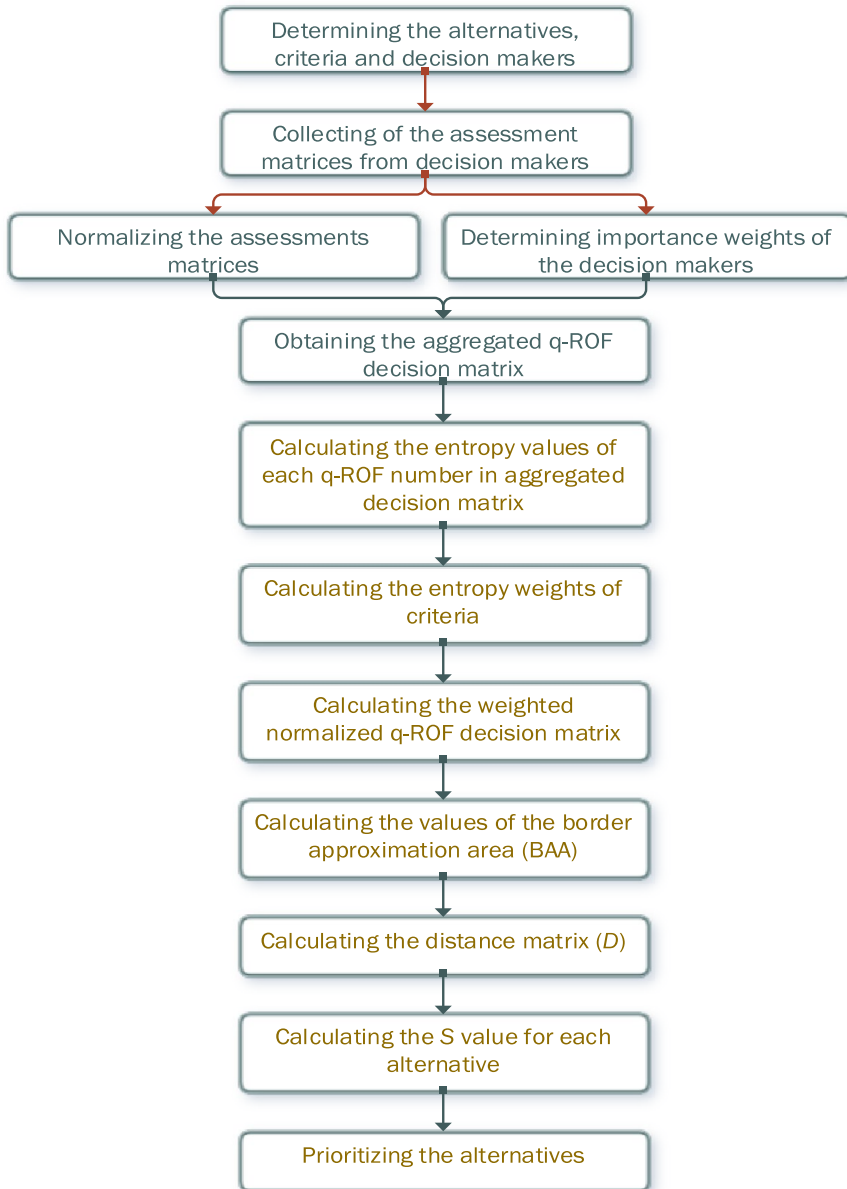 Determining the alternatives,
criteria and decision makers
Collecting of the assessment
matrices from decision makers
Normalizing the assessments
matrices
Determining importance weights of
the decision makers
Obtaining the aggregated q-ROF
decision matrix
Calculating the entropy values of
each q-ROF number in aggregated
decision matrix
Calculating the entropy weights of
criteria
Calculating the weighted
normalized q-ROF decision matrix
Calculating the values of the border
approximation area (BAA)
Calculating the distance matrix (D)
Calculating the S value for each
alternative
Prioritizing the alternatives